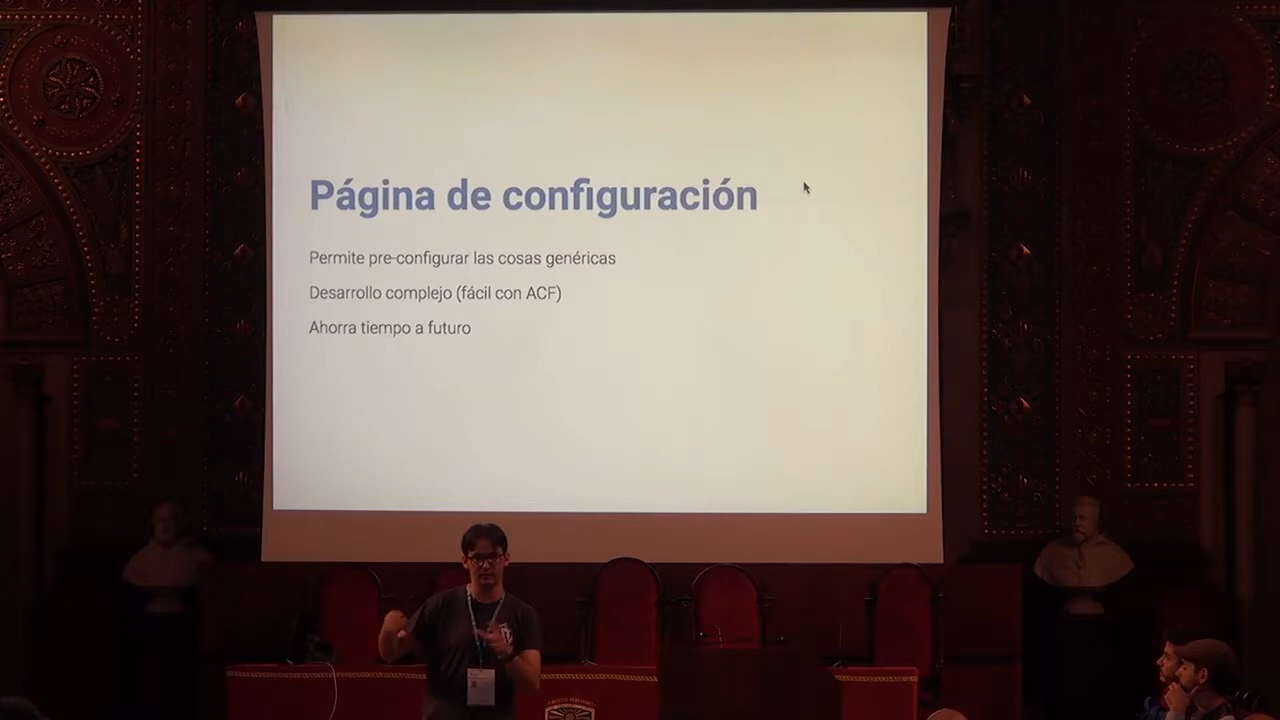 Página de configuración
Permite pre-configurar las cosas genéricas
Desarrollo complejo (fácil con ACF)
Ahorra tiempo a futuro